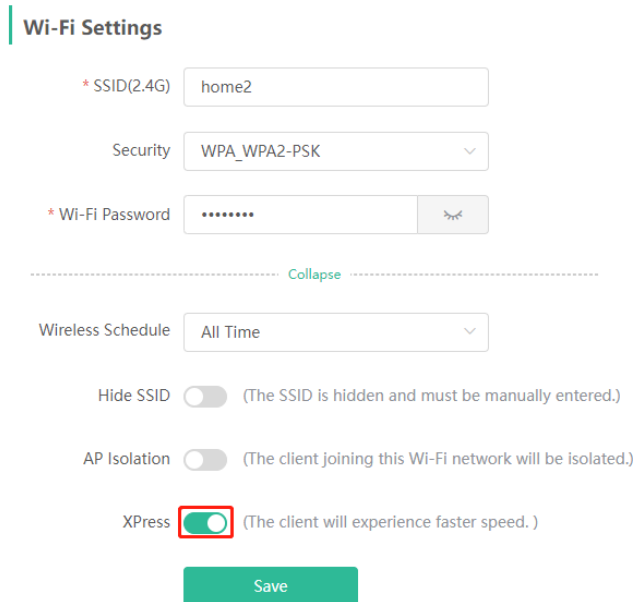 Wi-Fi Settings
* SSID(2.4G) home2
Security WPA_WPA2-PSK
* Wi-Fi Password ••••••••
Collapse
Wireless Schedule All Time
Hide SSID (The SSID is hidden and must be manually entered.)
AP Isolation (The client joining this Wi-Fi network will be isolated.)
XPress (The client will experience faster speed. )
Save